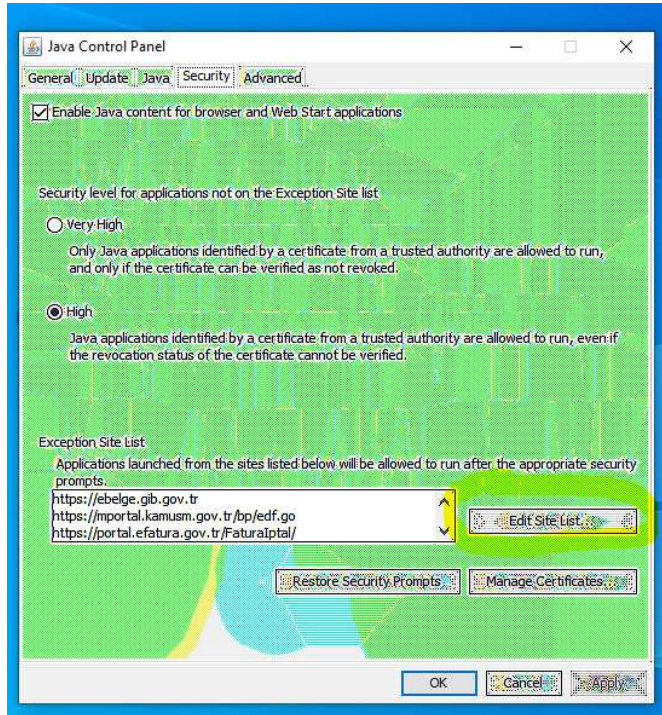 Java Control Panel
General Update Java Security Advanced
Enable Java content for browser and Web Start applications
Security level for applications not on the Exception Site list
Very High
Only Java applications identified by a certificate from a trusted authority are allowed to run,
and only if the certificate can be verified as not revoked.
High
Java applications identified by a certificate from a trusted authority are allowed to run, even if
the revocation status of the certificate cannot be verified.
Exception Site List
Applications launched from the sites listed below will be allowed to run after the appropriate security
prompts.
https://ebelge.gib.gov.tr
https://mportal.kamusm.gov.tr/bp/edf.go
https://portal.efatura.gov.tr/FaturaIptal/
Edit Site List...
Restore Security Prompts Manage Certificates...
OK Cancel Apply